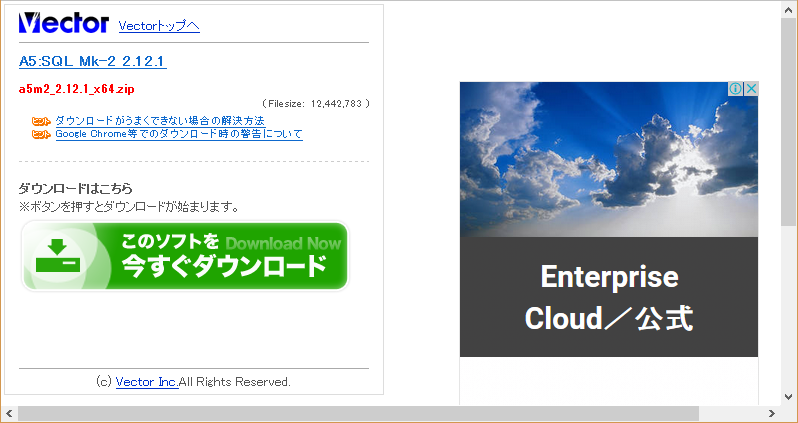 Vector Vectorトップへ
A5:SQL Mk-2 2.12.1
a5m2_2.12.1_x64.zip
(Filesize: 12,442,783 )
ダウンロードがうまくできない場合の解決方法
Google Chrome等でのダウンロード時の警告について
ダウンロードはこちら
※ボタンを押すとダウンロードが始まります。
このソフトを Download Now
今すぐダウンロード
(c) Vector Inc.All Rights Reserved.
Enterprise
Cloud／公式